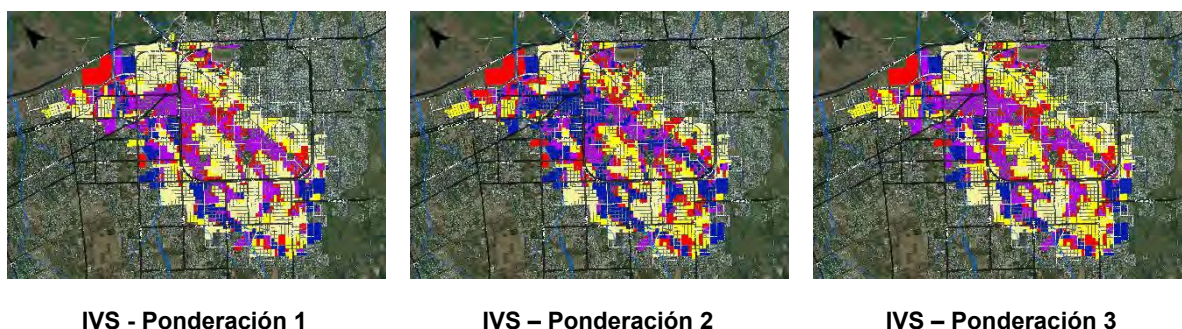 IVS - Ponderación 1
IVS – Ponderación 2
IVS – Ponderación 3